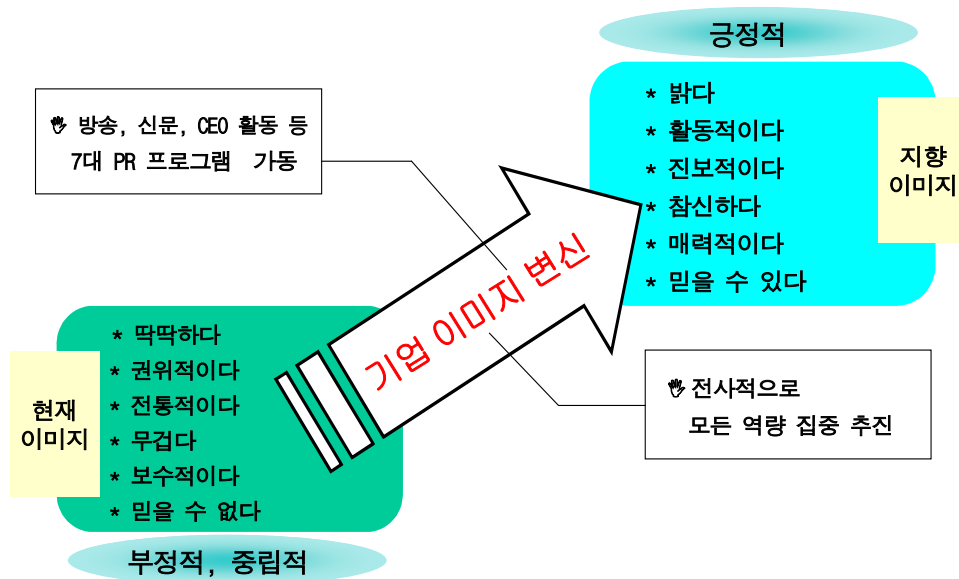 긍정적
* 밝다
* 활동적이다
* 진보적이다
* 참신하다
* 매력적이다
* 믿을 수 있다
지향
이미지
방송, 신문, CEO 활동 등
7대 PR 프로그램 가동
기업 이미지 변신
전사적으로
모든 역량 집중 추진
현재
이미지
* 딱딱하다
* 권위적이다
* 전통적이다
* 무겁다
* 보수적이다
* 믿을 수 없다
부정적, 중립적